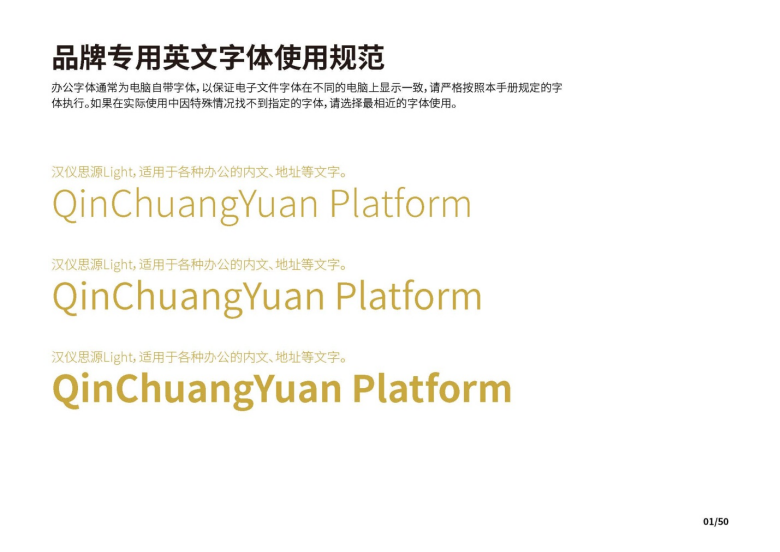 品牌专用英文字体使用规范
办公字体通常为电脑自带字体，以保证电子文件字体在不同的电脑上显示一致，请严格按照本手册规定的字
体执行。如果在实际使用中因特殊情况找不到指定的字体，请选择最相近的字体使用。
汉仪思源Light，适用于各种办公的内文、地址等文字。
QinChuangYuan Platform
汉仪思源Light，适用于各种办公的内文、地址等文字。
QinChuangYuan Platform
汉仪思源Light，适用于各种办公的内文、地址等文字。
QinChuangYuan Platform
01/50